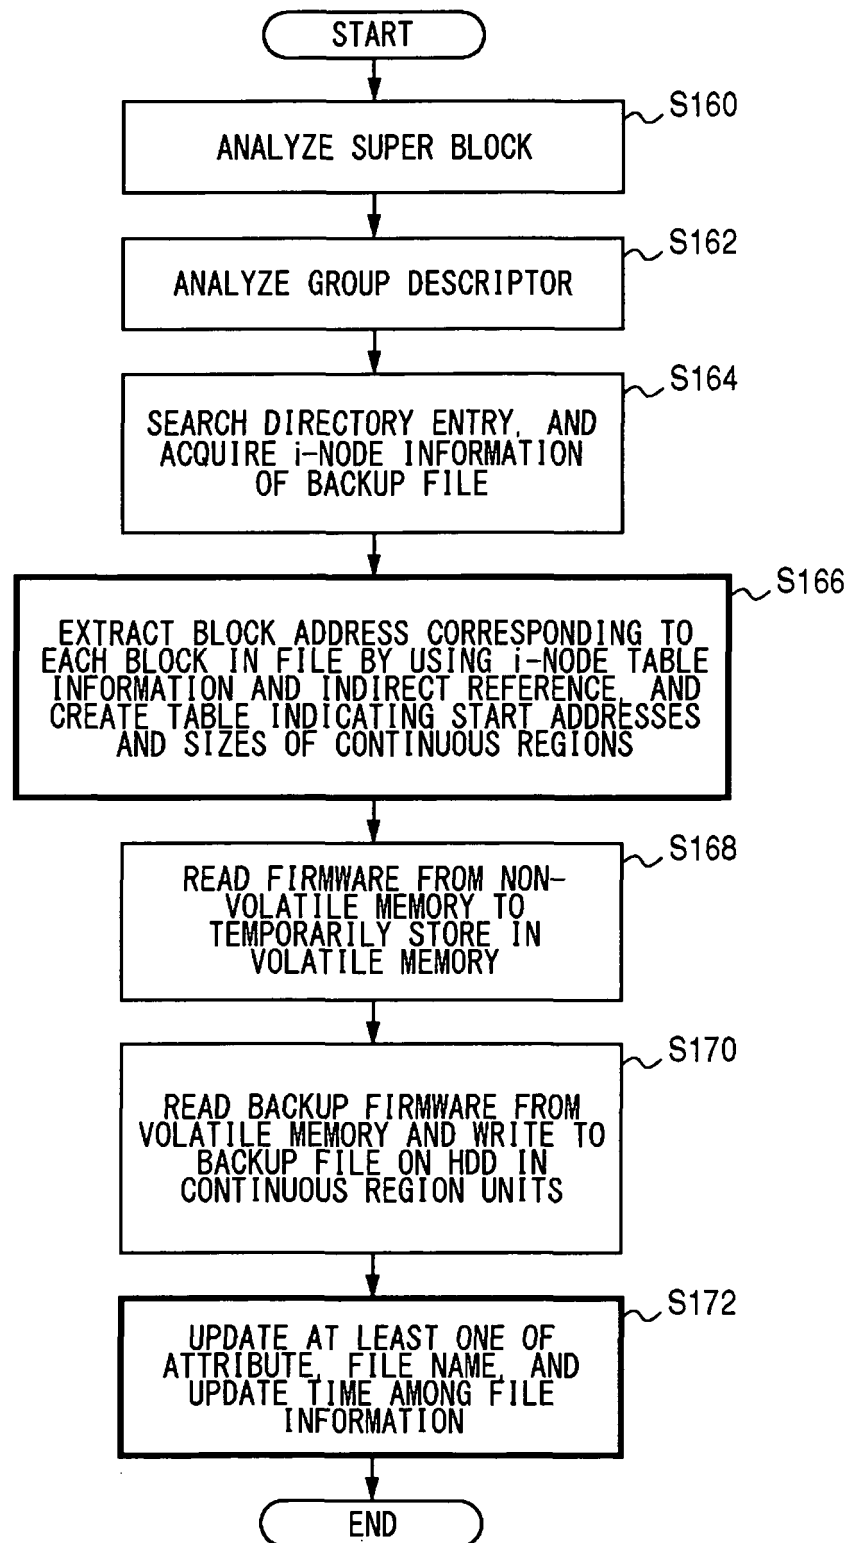 START
S160
ANALYZE SUPER BLOCK
S162
ANALYZE GROUP DESCRIPTOR
S164
SEARCH DIRECTORY ENTRY, AND
ACQUIRE i-NODE INFORMATION
OF BACKUP FILE
S166
EXTRACT BLOCK ADDRESS CORRESPONDING TO
EACH BLOCK IN FILE BY USING i-NODE TABLE
INFORMATION AND INDIRECT REFERENCE, AND
CREATE TABLE INDICATING START ADDRESSES
AND SIZES OF CONTINUOUS REGIONS
S168
READ FIRMWARE FROM NON-
VOLATILE MEMORY TO
TEMPORARILY STORE IN
VOLATILE MEMORY
S170
READ BACKUP FIRMWARE FROM
VOLATILE MEMORY AND WRITE TO
BACKUP FILE ON HDD IN
CONTINUOUS REGION UNITS
S172
UPDATE AT LEAST ONE OF
ATTRIBUTE, FILE NAME, AND
UPDATE TIME AMONG FILE
INFORMATION
END